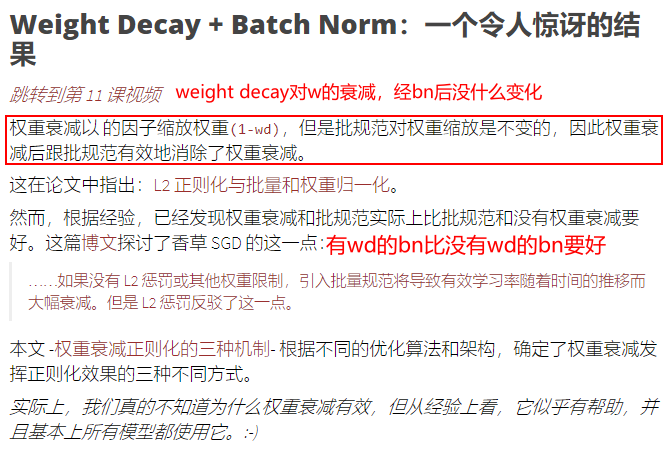 Weight Decay + Batch Norm：一个令人惊讶的结
果
跳转到第 11 课视频 weight decay对w的衰减，经bn后没什么变化
权重衰减以 的因子缩放权重(1-wd)，但是批规范对权重缩放是不变的，因此权重衰
减后跟批规范有效地消除了权重衰减。
这在论文中指出：L2 正则化与批量和权重归一化。
然而，根据经验，已经发现权重衰减和批规范实际上比批规范和没有权重衰减要
好。这篇博文探讨了香草 SGD 的这一点：有wd的bn比没有wd的bn要好
……如果没有 L2 惩罚或其他权重限制，引入批量规范将导致有效学习率随着时间的推移而
大幅衰减。但是 L2 惩罚反驳了这一点。
本文 -权重衰减正则化的三种机制- 根据不同的优化算法和架构，确定了权重衰减发
挥正则化效果的三种不同方式。
实际上，我们真的不知道为什么权重衰减有效，但从经验上看，它似乎有帮助，并
且基本上所有模型都使用它。:-)